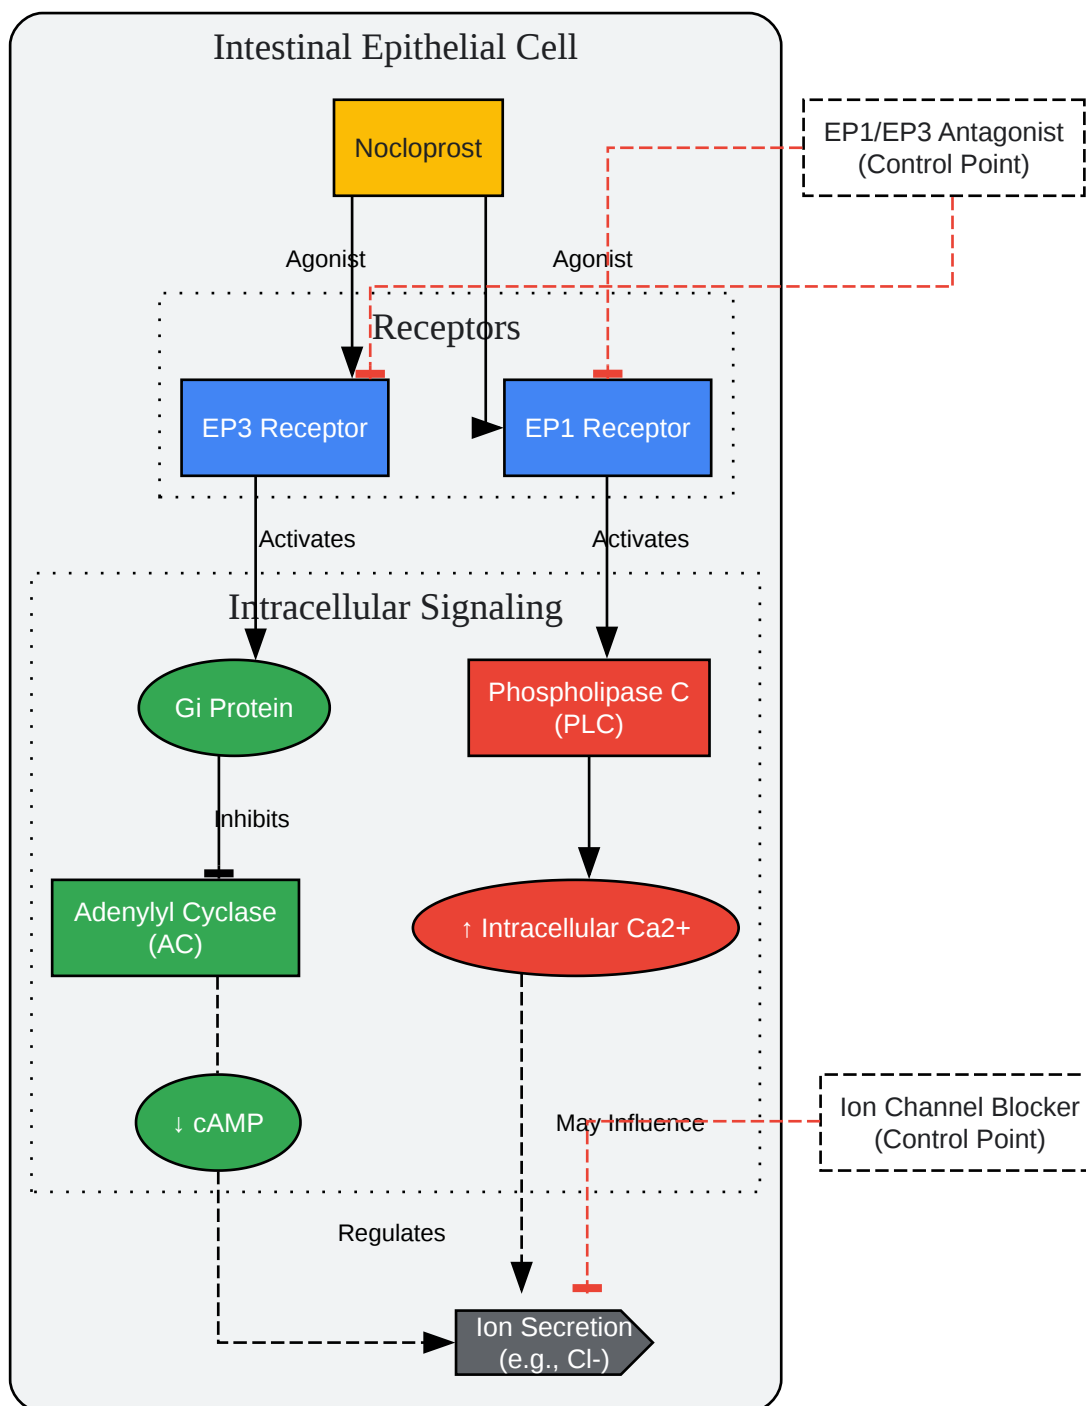 Intestinal Epithelial Cell
Nocloprost
EP1/EP3 Antagonist
(Control Point)
Agonist
Agonist
Receptors
EP3 Receptor
EP1 Receptor
Activates
Activates
Intracellular Signaling
Gi Protein
Phospholipase C
(PLC)
Inhibits
Adenylyl Cyclase
(AC)
↑ Intracellular Ca2+
↓ cAMP
May Influence
Ion Channel Blocker
(Control Point)
Regulates
Ion Secretion
(e.g., Cl-)